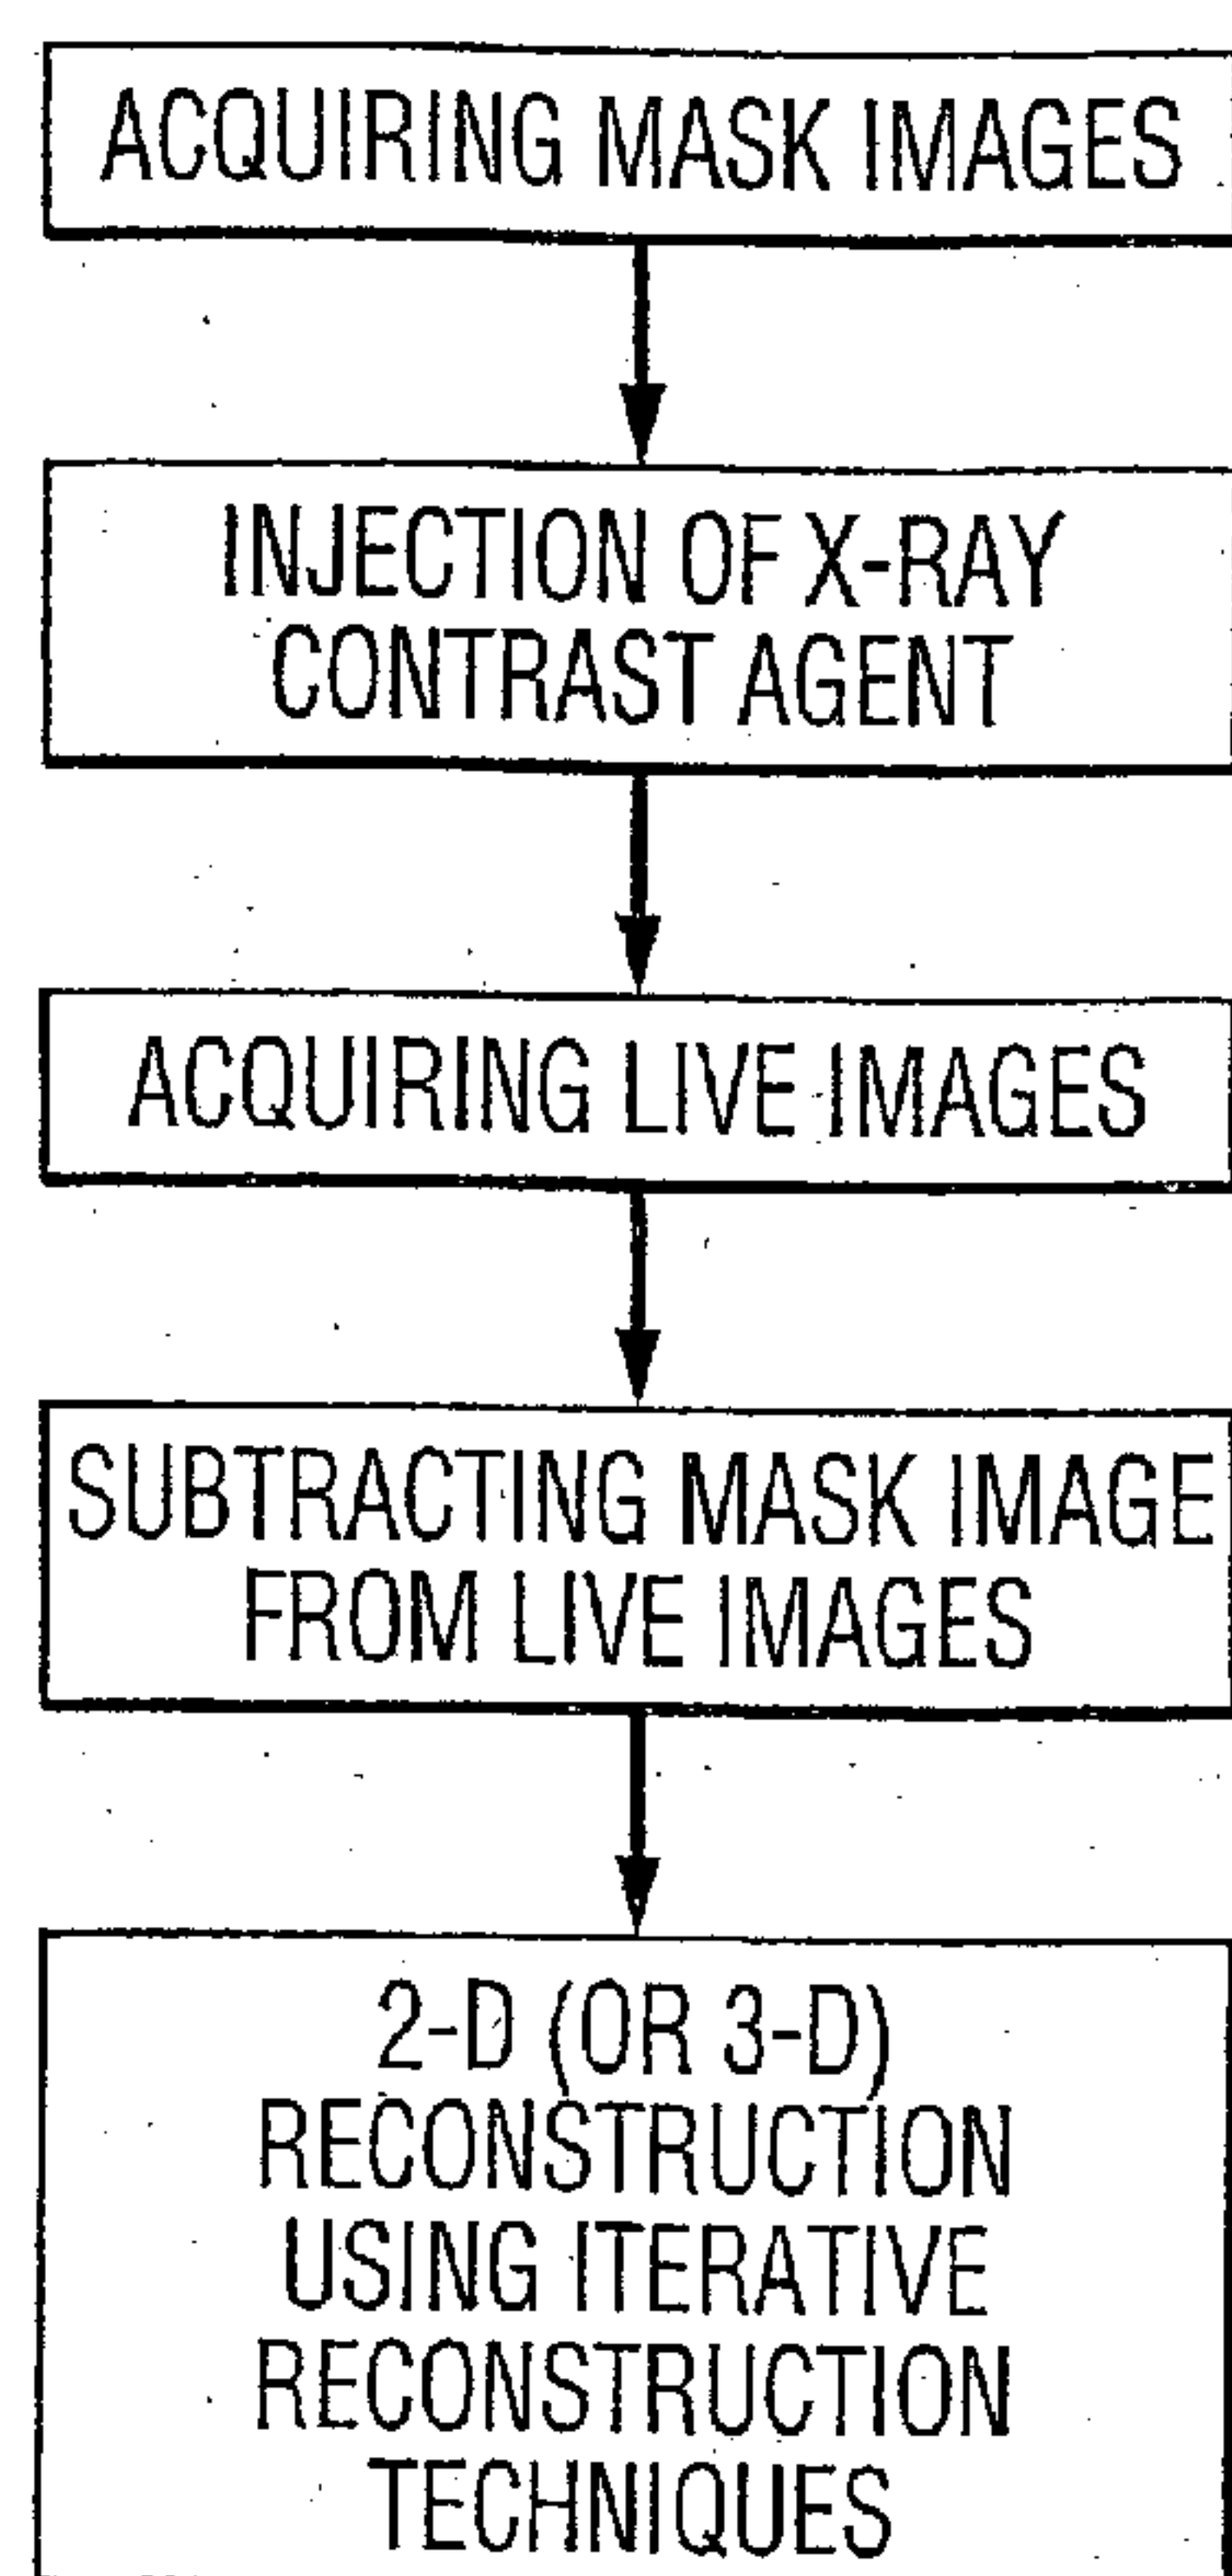 ACQUIRING MASK IMAGES
INJECTION OF X-RAY
CONTRAST AGENT
ACQUIRING LIVE IMAGES
SUBTRACTING MASK IMAGE
FROM LIVE IMAGES
2-D (OR 3-D)
RECONSTRUCTION
USING ITERATIVE
RECONSTRUCTION
TECHNIQUES